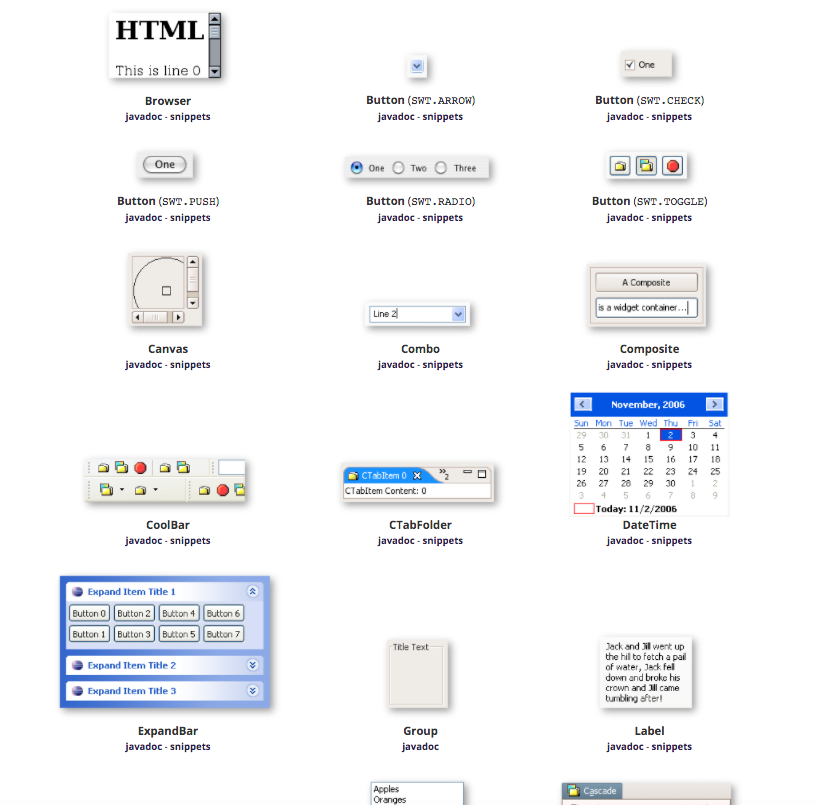 HTML
This is line 0
One
Browser
Button (SWT.ARROW)
Button (SWT.CHECK)
javadoc - snippets
javadoc - snippets
javadoc - snippets
One
One Two Three
Button (SWT.PUSH)
Button (SWT.RADIO)
Button (SWT.TOGGLE)
javadoc - snippets
javadoc - snippets
javadoc - snippets
Line 2
A Composite
is a widget container...
Canvas
Combo
Composite
javadoc - snippets
javadoc - snippets
javadoc - snippets
CTabItem 0
2
CTabItem Content: 0
November, 2006
Sun Mon Tue Wed Thu Fri Sat
29 30 31 1 2 3 4
5 6 7 8 9 10 11
12 13 14 15 16 17 18
19 20 21 22 23 24 25
26 27 28 29 30 1 2
3 4 5 6 7 8 9
Today: 11/2/2006
CoolBar
CTabFolder
DateTime
javadoc - snippets
javadoc - snippets
javadoc - snippets
Expand Item Title 1
Button 0 Button 2 Button 4 Button 6
Button 1 Button 3 Button 5 Button 7
Expand Item Title 2
Expand Item Title 3
Title Text
Jack and Jill went up
the hill to fetch a pail
of water, Jack fell
down and broke his
crown and Jill came
tumbling after!
ExpandBar
Group
Label
javadoc - snippets
javadoc
javadoc - snippets
Apples
Oranges
Cascade